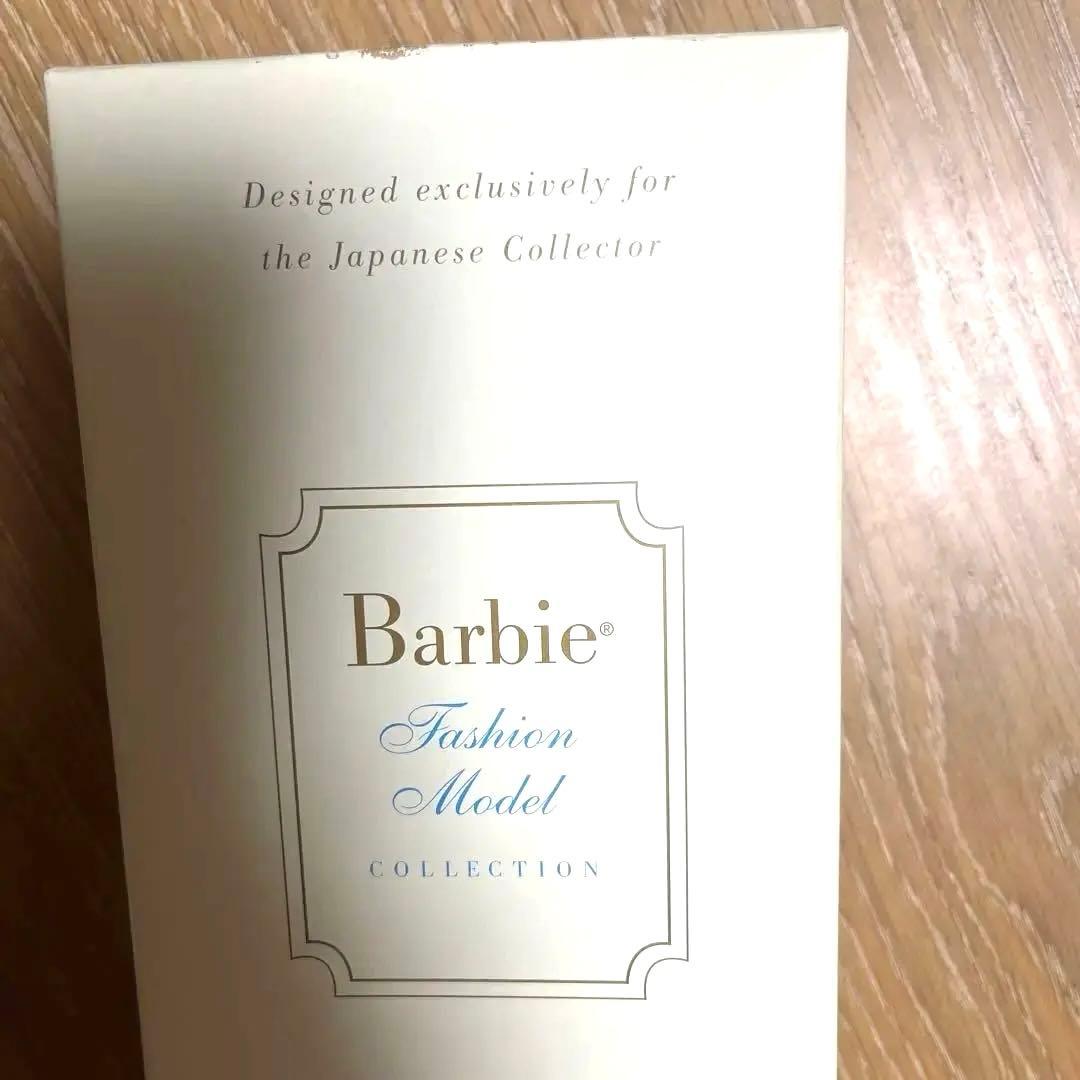 Designed exclusively for
the Japanese Collector
Barbie®
Fashion
Model
COLLECTION